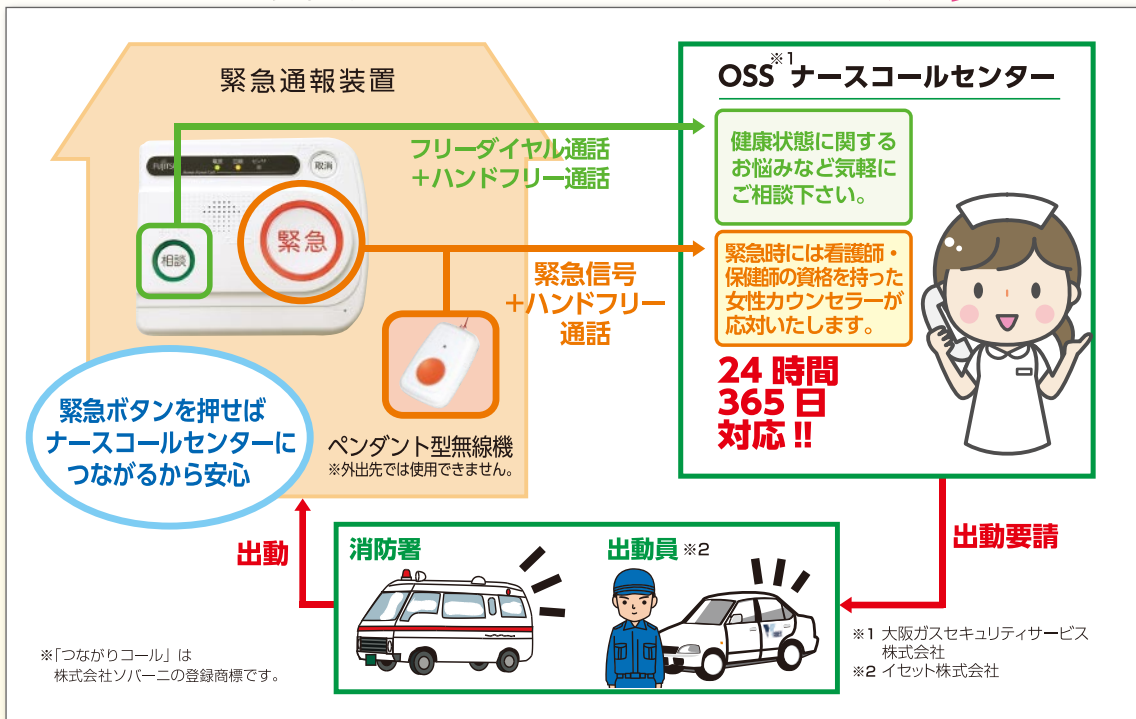 緊急通報装置
FUJITSU
取消
相談
緊急
フリーダイヤル通話
+ハンドフリー通話
緊急信号
+ハンドフリー
通話
ペンダント型無線機
※外出先では使用できません。
緊急ボタンを押せば
ナースコールセンターに
つながるから安心
OSS※1ナースコールセンター
健康状態に関する
お悩みなど気軽に
ご相談下さい。
緊急時には看護師・
保健師の資格を持った
女性カウンセラーが
応対いたします。
24時間
365日
対応!!
出動要請
消防署
出動員※2
出動
※1 大阪ガスセキュリティサービス
株式会社
※2 イセット株式会社
※「つながりコール」は
株式会社ソバーニの登録商標です。